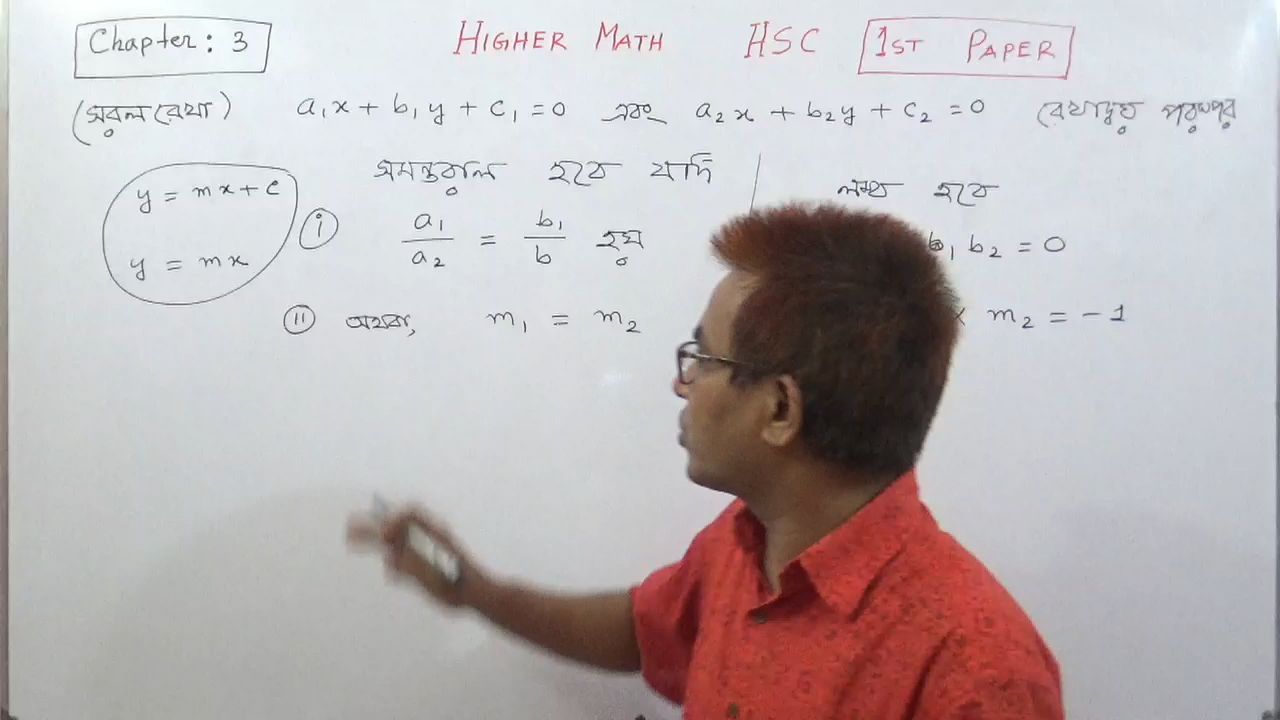 Chapter: 3 HIGHER MATH HSC 1ST PAPER
(সরলরেখা) a₁x + b₁y + c₁ = 0 এবং a₂x + b₂y + c₂ = 0 রেখাদ্বয় পরস্পর
সমান্তরাল হবে যদি
লম্ব হবে
y = mx + c
(i) a₁/a₂ = b₁/b হয়
b₁ b₂ = 0
y = mx
(ii) অথবা, m₁ = m₂
× m₂ = -1